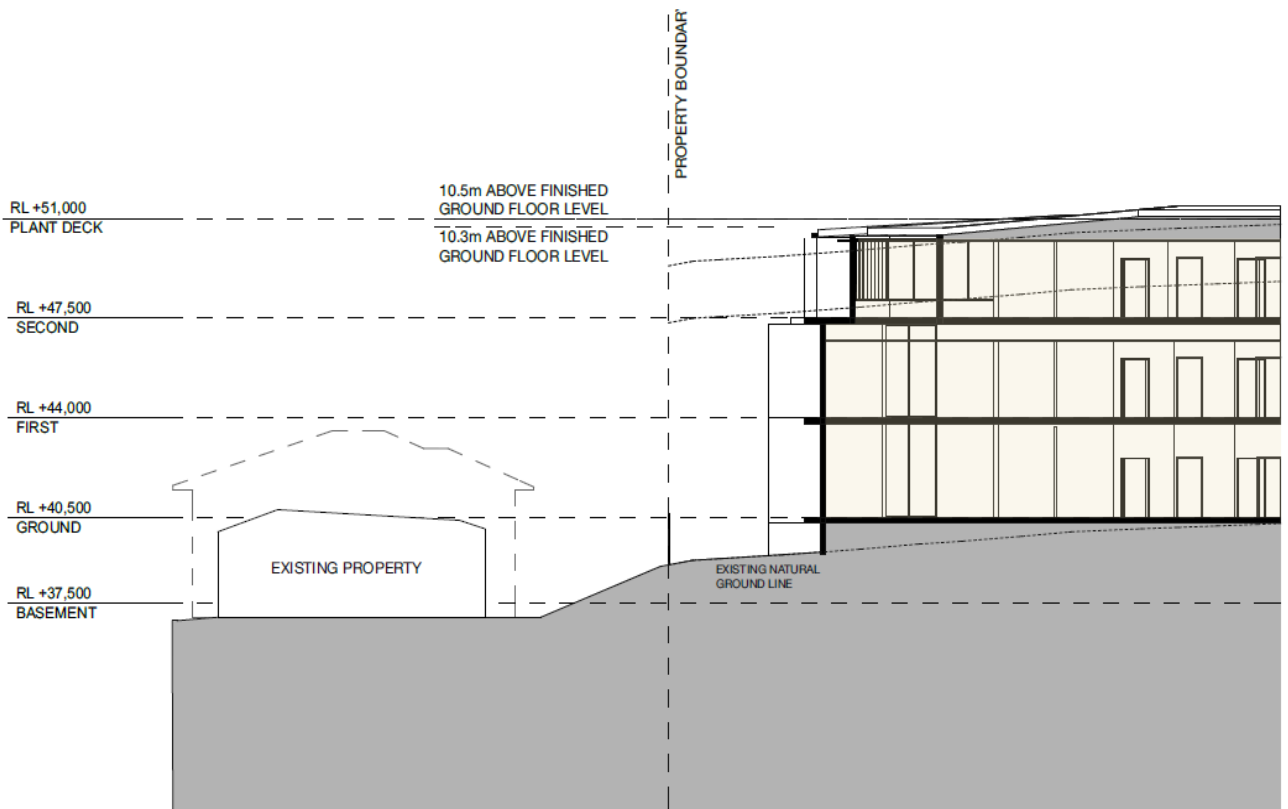 PROPERTY BOUNDARY
10.5m ABOVE FINISHED
GROUND FLOOR LEVEL
RL +51,000
PLANT DECK
10.3m ABOVE FINISHED
GROUND FLOOR LEVEL
RL +47,500
SECOND
RL +44,000
FIRST
RL +40,500
GROUND
EXISTING PROPERTY
EXISTING NATURAL
GROUND LINE
RL +37,500
BASEMENT